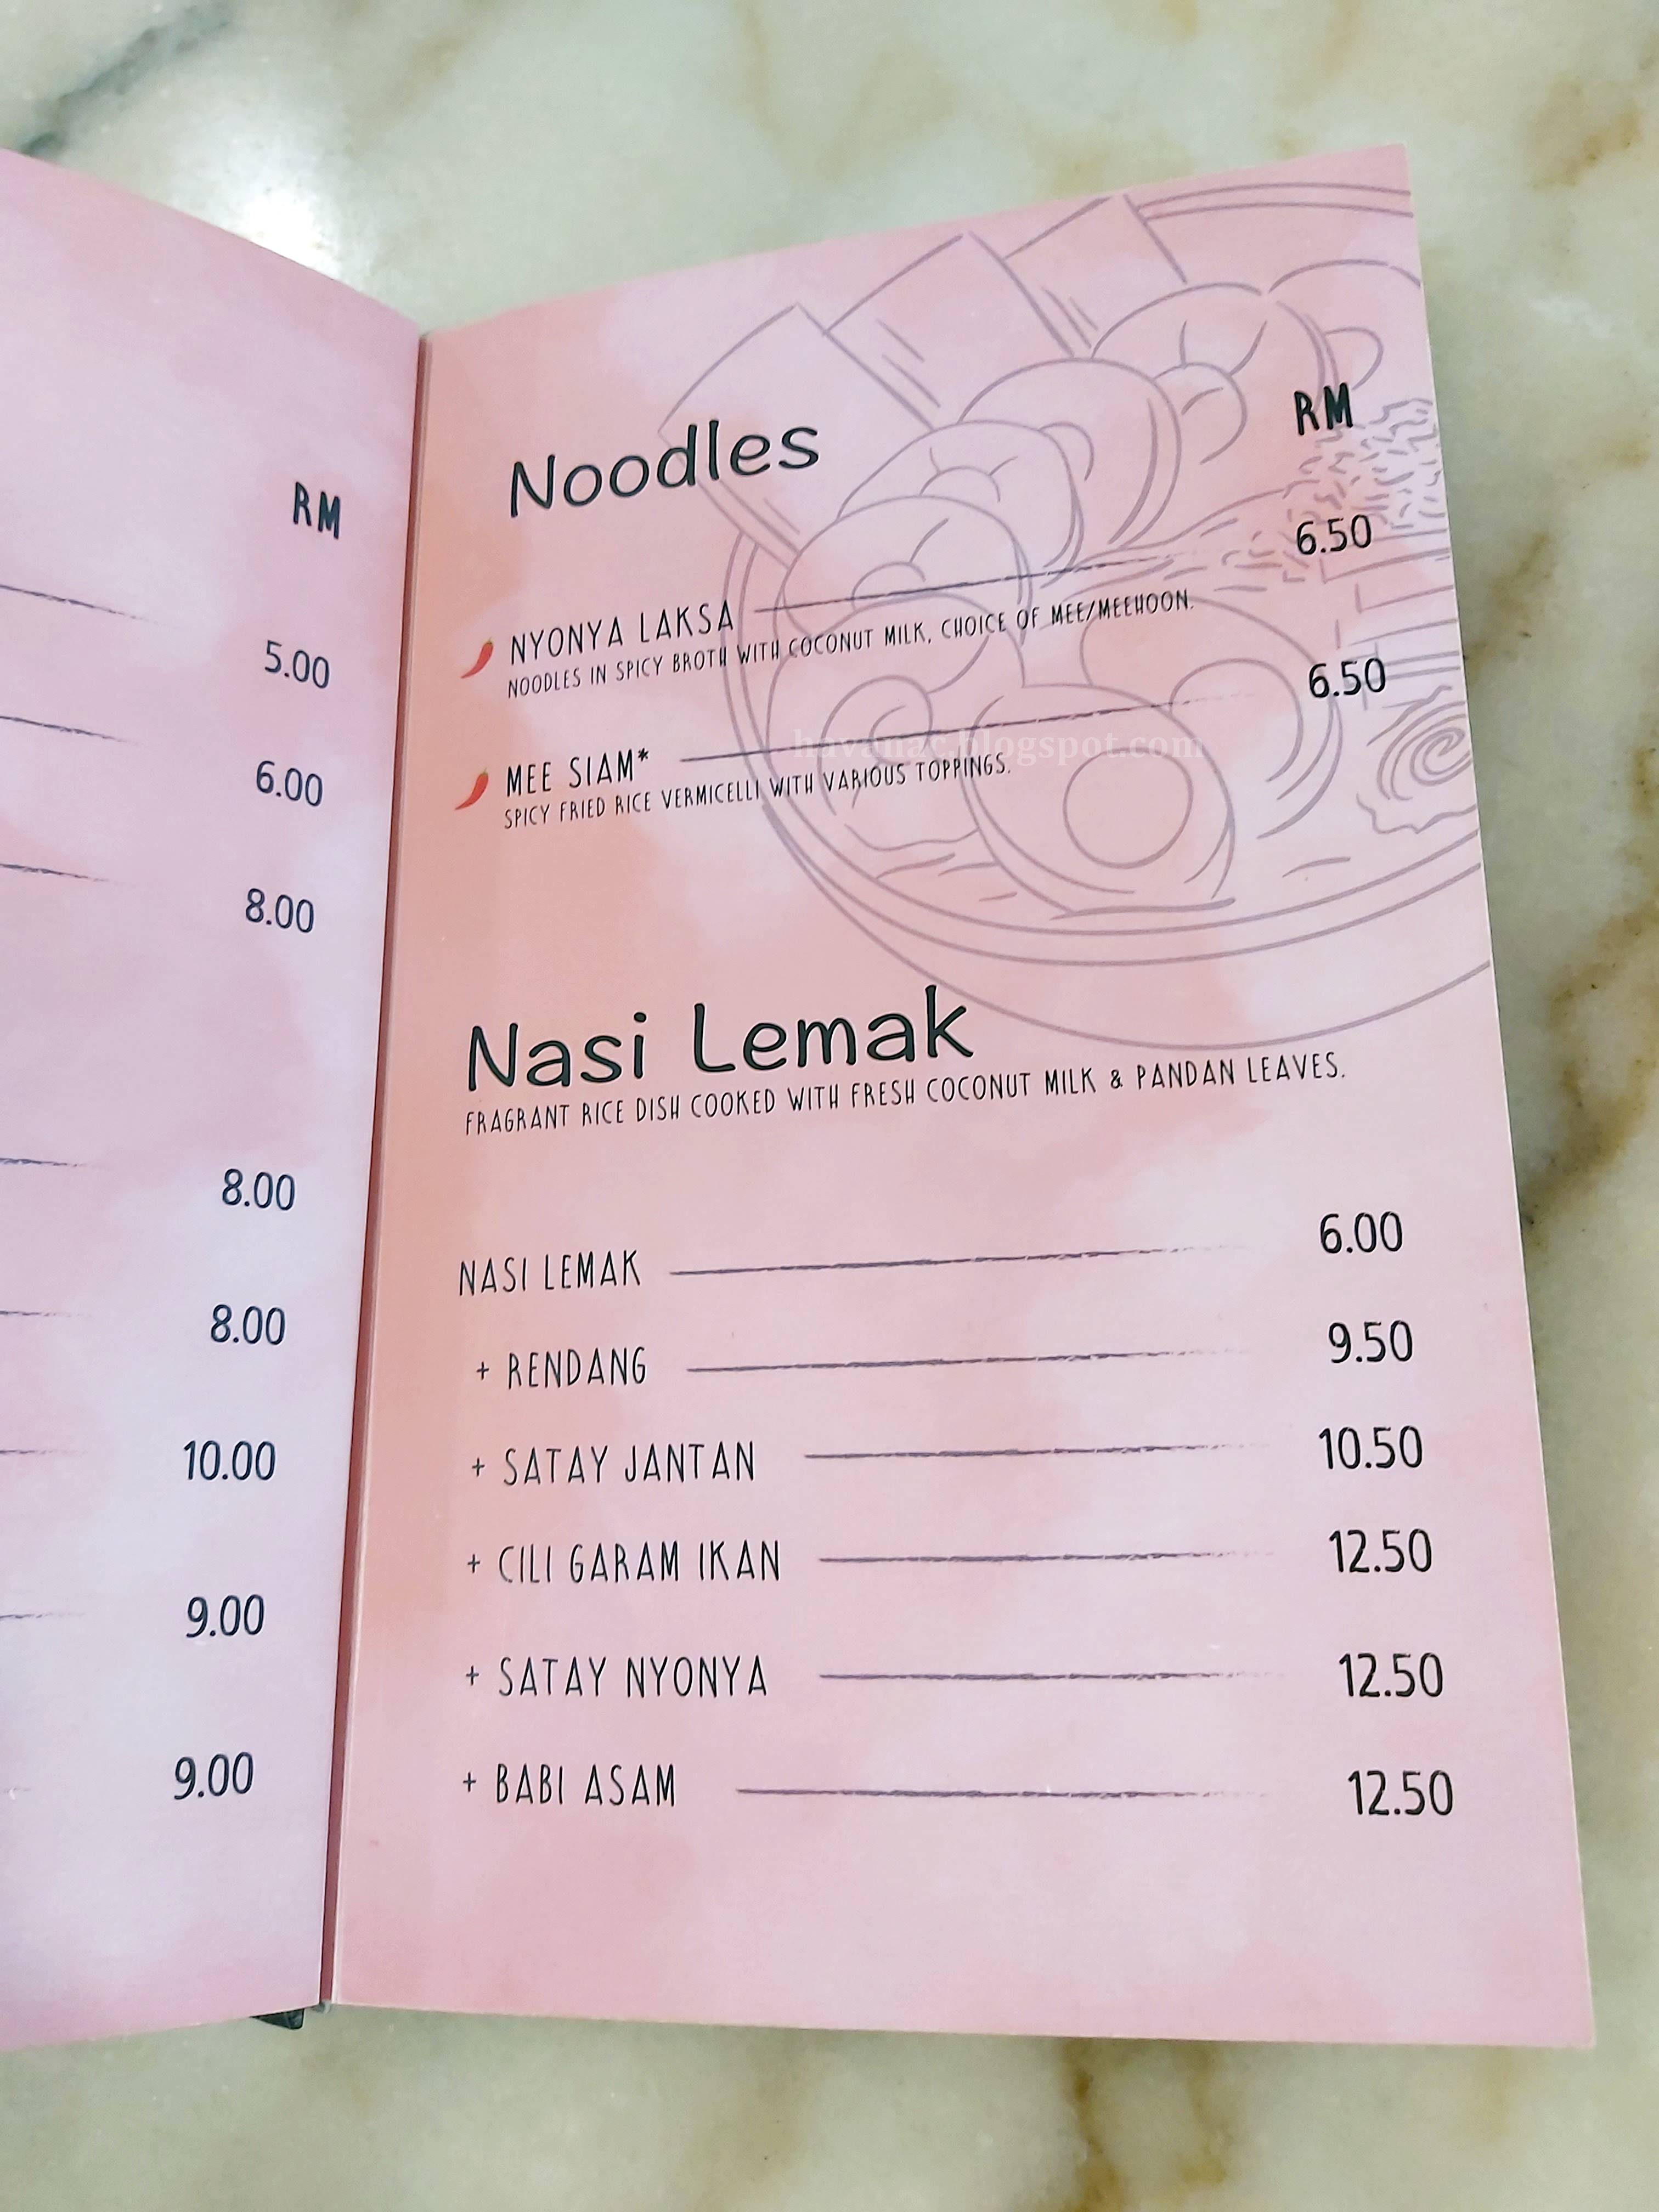 RM
5.00
6.00
8.00
8.00
8.00
10.00
9.00
9.00
Noodles
RM
NYONYA LAKSA 6.50
NOODLES IN SPICY BROTH WITH COCONUT MILK, CHOICE OF MEE/MEEHOON.
MEE SIAM* 6.50
SPICY FRIED RICE VERMICELLI WITH VARIOUS TOPPINGS.
havanac.blogspot.com
Nasi Lemak
FRAGRANT RICE DISH COOKED WITH FRESH COCONUT MILK & PANDAN LEAVES.
NASI LEMAK 6.00
+ RENDANG 9.50
+ SATAY JANTAN 10.50
+ CILI GARAM IKAN 12.50
+ SATAY NYONYA 12.50
+ BABI ASAM 12.50